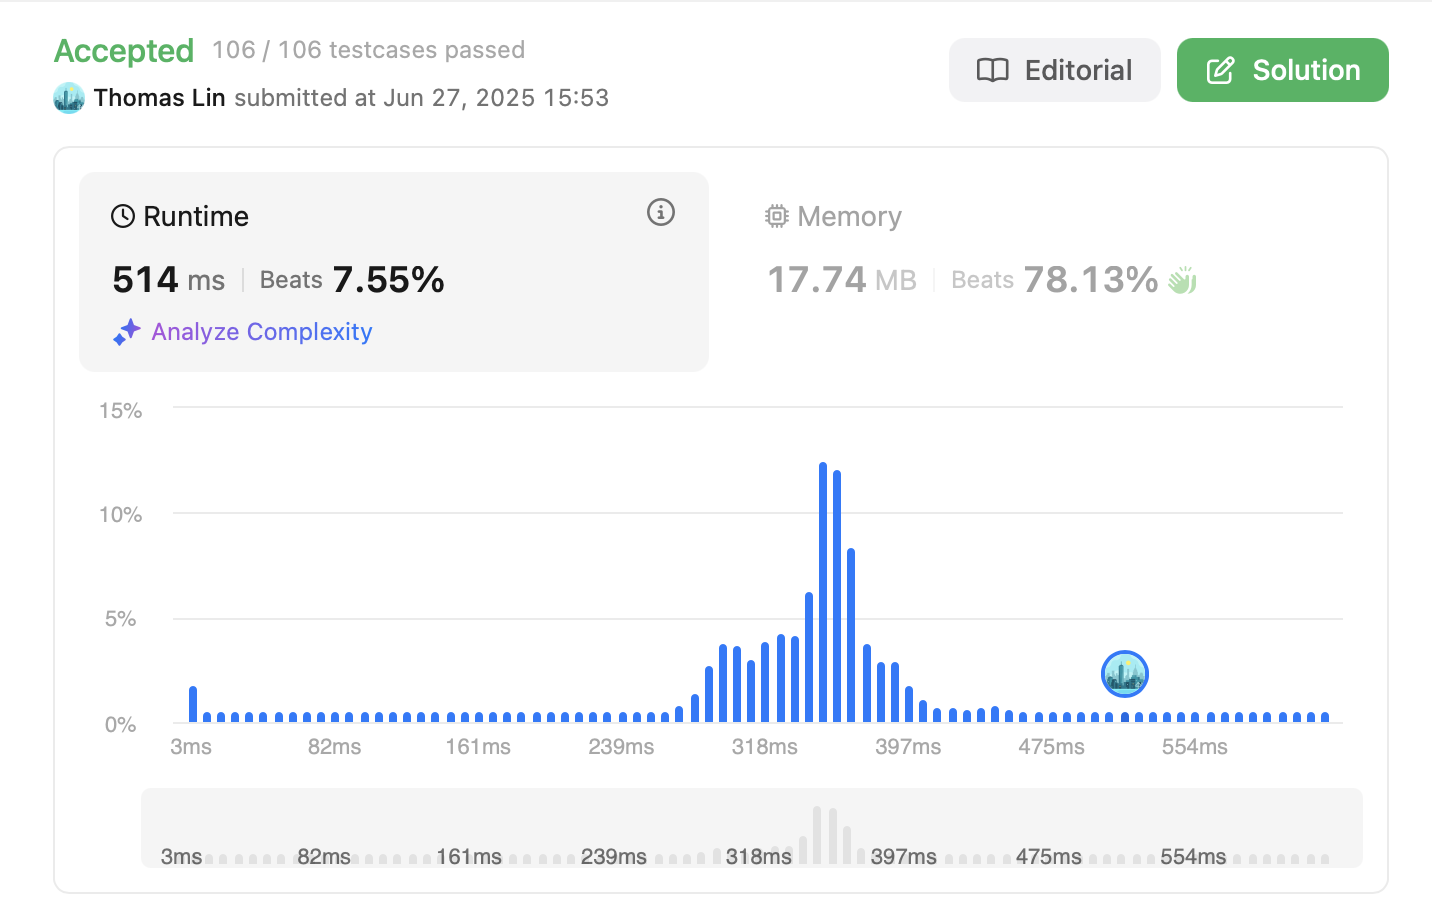 Accepted 106 / 106 testcases passed
Thomas Lin submitted at Jun 27, 2025 15:53
Editorial
Solution
Runtime
514 ms Beats 7.55%
Analyze Complexity
Memory
17.74 MB Beats 78.13%
15%
10%
5%
0%
3ms 82ms 161ms 239ms 318ms 397ms 475ms 554ms
3ms 82ms 161ms 239ms 318ms 397ms 475ms 554ms